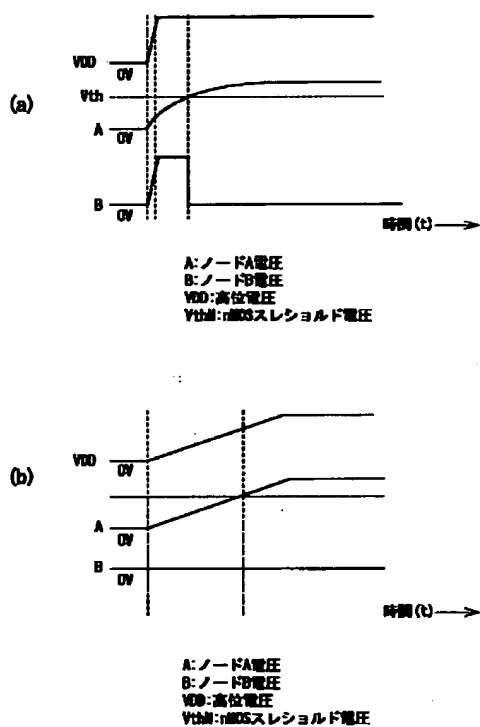 (a)
VDD
0V
Vth
A
0V
B
0V
時間(t)
A:ノードA電圧
B:ノードB電圧
VDD:高位電圧
VthN:nMOSスレショルド電圧
(b)
VDD
0V
A
0V
B
0V
時間(t)
A:ノードA電圧
B:ノードB電圧
VDD:高位電圧
VthN:nMOSスレショルド電圧